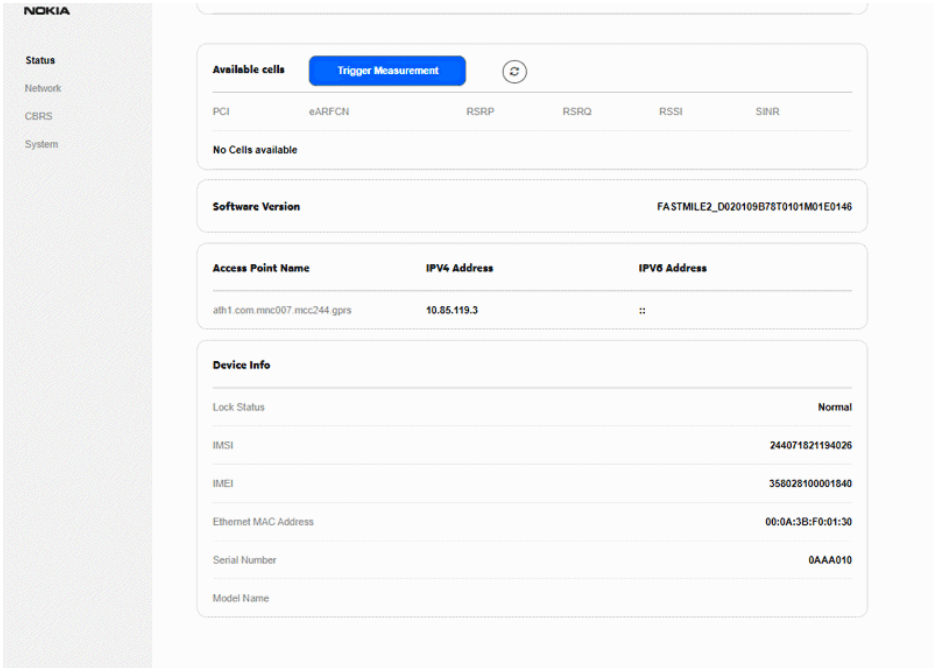 NOKIA
Status
Network
CBRS
System
Available cells Trigger Measurement
PCI eARFCN RSRP RSRQ RSSI SINR
No Cells available
Software Version FASTMILE2_D020109B78T0101M01E0146
Access Point Name IPV4 Address IPV6 Address
ath1.com.mnc007.mcc244.gprs 10.85.119.3 ::
Device Info
Lock Status Normal
IMSI 244071821194026
IMEI 358028100001840
Ethernet MAC Address 00:0A:3B:F0:01:30
Serial Number 0AAA010
Model Name